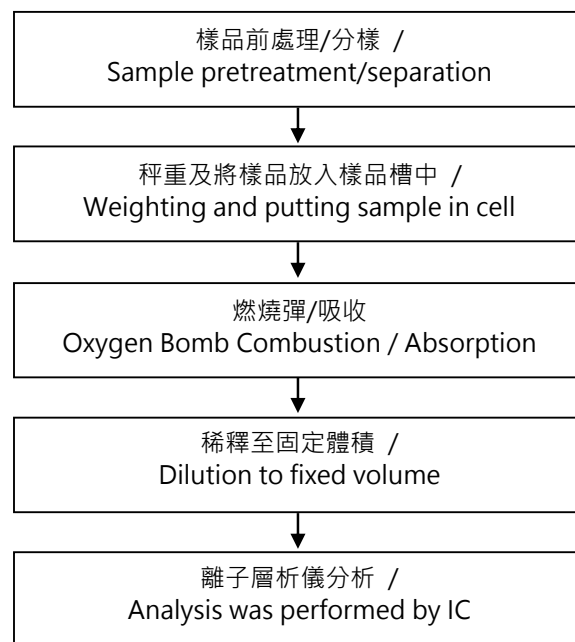 樣品前處理/分樣 /
Sample pretreatment/separation
秤重及將樣品放入樣品槽中 /
Weighting and putting sample in cell
燃燒彈/吸收
Oxygen Bomb Combustion / Absorption
稀釋至固定體積 /
Dilution to fixed volume
離子層析儀分析 /
Analysis was performed by IC